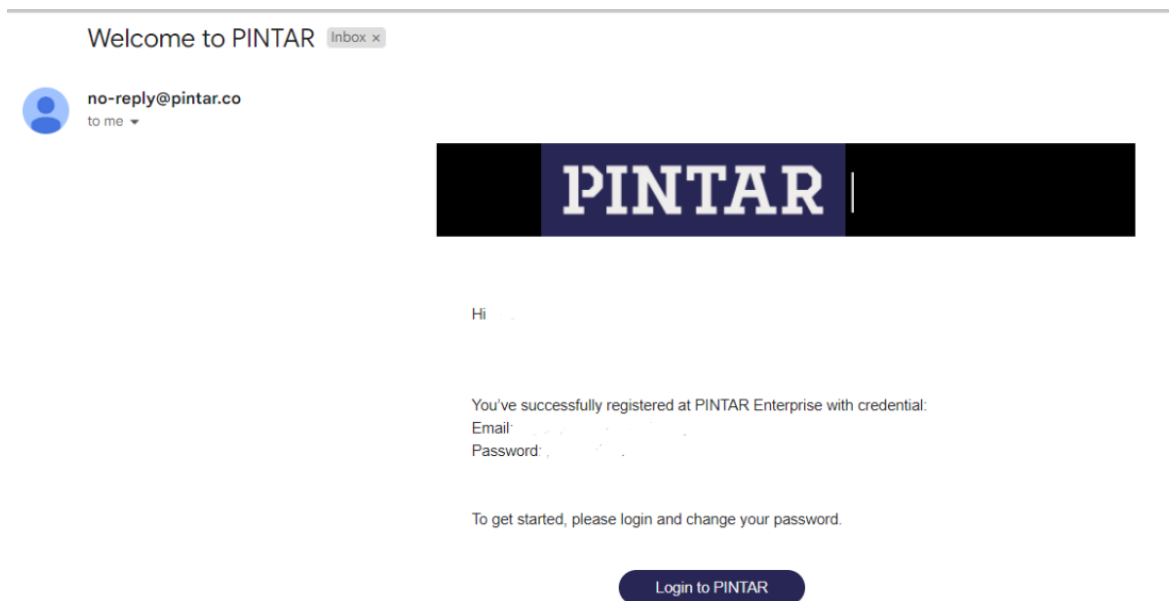 Welcome to PINTAR Inbox ×
no-reply@pintar.co
to me
PINTAR
Hi
You've successfully registered at PINTAR Enterprise with credential:
Email:
Password:
To get started, please login and change your password.
Login to PINTAR